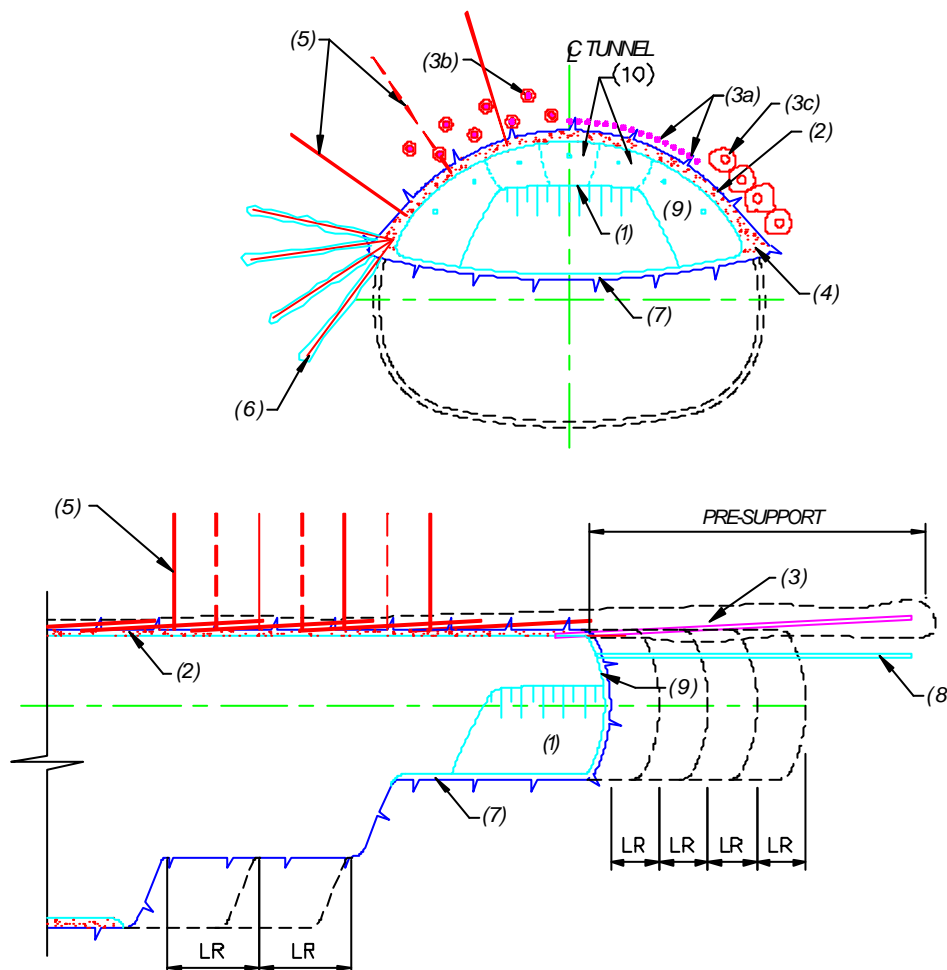 (5)
(3b)
℄ TUNNEL
(10)
(3a)
(3c)
(2)
(9)
(1)
(4)
(7)
(6)
(5)
PRE-SUPPORT
(3)
(2)
(9)
(8
(1)
(7)
LR LR LR LR
LR LR